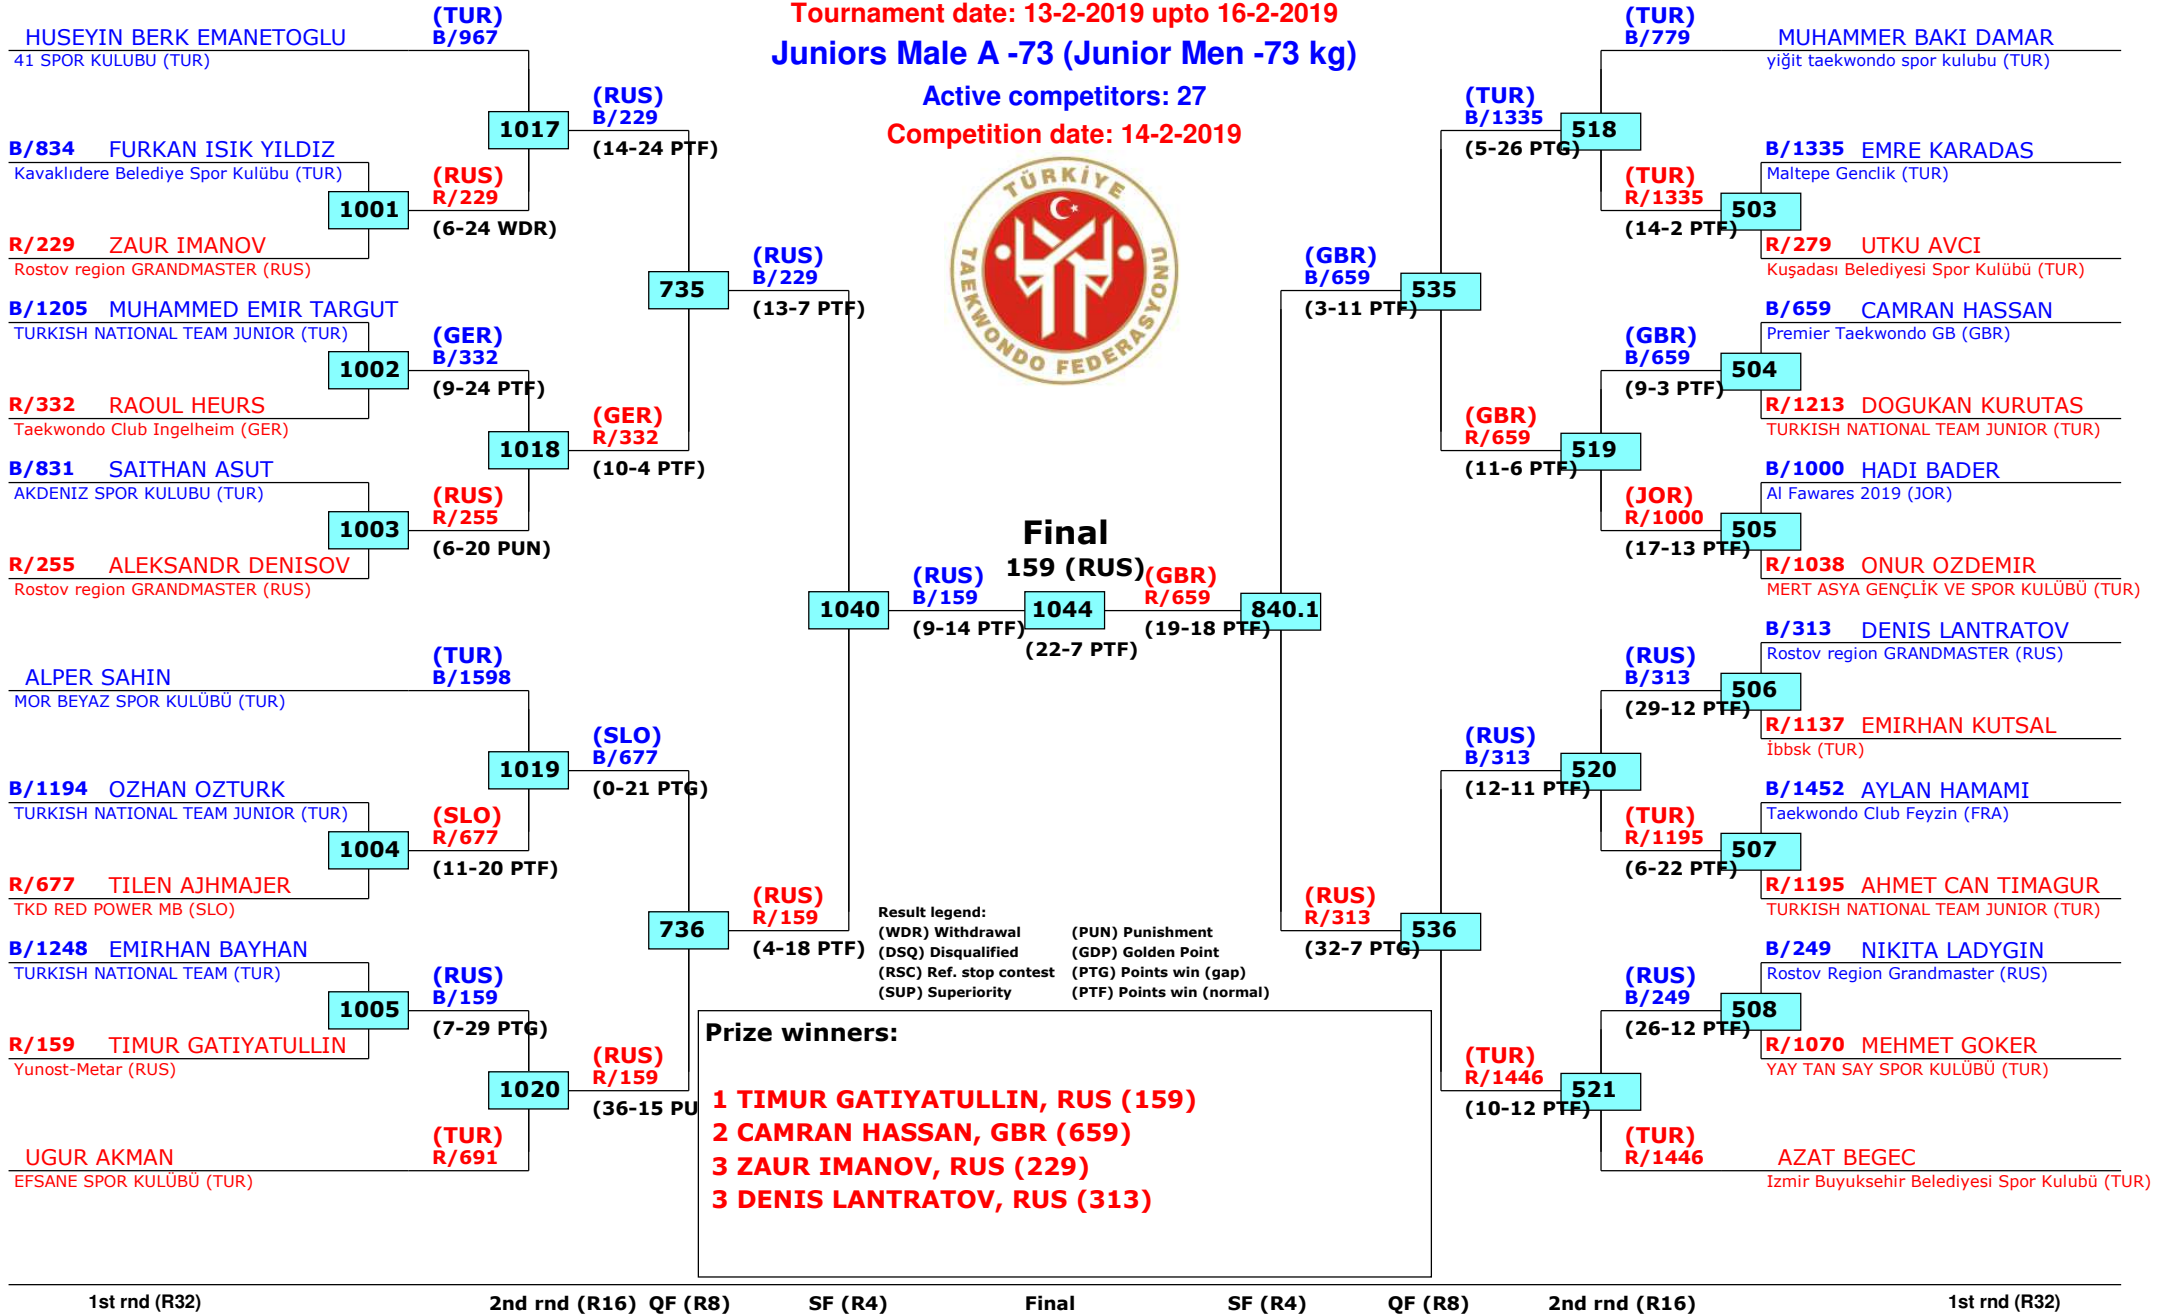 Tournament date: 13-2-2019 upto 16-2-2019
Juniors Male A -73 (Junior Men -73 kg)
Active competitors: 27
Competition date: 14-2-2019
TÜRKİYE
TAEKWONDO FEDERASYONU
HUSEYIN BERK EMANETOGLU
41 SPOR KULUBU (TUR)
(TUR)
B/967
B/834 FURKAN ISIK YILDIZ
Kavaklıdere Belediye Spor Kulübu (TUR)
R/229 ZAUR IMANOV
Rostov region GRANDMASTER (RUS)
1001
(RUS)
R/229
(6-24 WDR)
1017
(RUS)
B/229
(14-24 PTF)
B/1205 MUHAMMED EMIR TARGUT
TURKISH NATIONAL TEAM JUNIOR (TUR)
R/332 RAOUL HEURS
Taekwondo Club Ingelheim (GER)
1002
(GER)
B/332
(9-24 PTF)
B/831 SAITHAN ASUT
AKDENIZ SPOR KULUBU (TUR)
R/255 ALEKSANDR DENISOV
Rostov region GRANDMASTER (RUS)
1003
(RUS)
R/255
(6-20 PUN)
1018
(GER)
R/332
(10-4 PTF)
735
(RUS)
B/229
(13-7 PTF)
ALPER SAHIN
MOR BEYAZ SPOR KULÜBÜ (TUR)
(TUR)
B/1598
B/1194 OZHAN OZTURK
TURKISH NATIONAL TEAM JUNIOR (TUR)
R/677 TILEN AJHMAJER
TKD RED POWER MB (SLO)
1004
(SLO)
R/677
(11-20 PTF)
1019
(SLO)
B/677
(0-21 PTG)
B/1248 EMIRHAN BAYHAN
TURKISH NATIONAL TEAM (TUR)
R/159 TIMUR GATIYATULLIN
Yunost-Metar (RUS)
1005
(RUS)
B/159
(7-29 PTG)
UGUR AKMAN
EFSANE SPOR KULÜBÜ (TUR)
(TUR)
R/691
1020
(RUS)
R/159
(36-15 PU
736
(RUS)
R/159
(4-18 PTF)
1040
(RUS)
B/159
(9-14 PTF)
Final
159 (RUS)
1044
(22-7 PTF)
(GBR)
R/659
(19-18 PTF)
840.1
(GBR)
B/659
(3-11 PTF)
535
(TUR)
B/1335
(5-26 PTG)
518
(TUR)
B/779
MUHAMMER BAKI DAMAR
yiğit taekwondo spor kulubu (TUR)
(TUR)
R/1335
(14-2 PTF)
503
B/1335 EMRE KARADAS
Maltepe Genclik (TUR)
R/279 UTKU AVCI
Kuşadası Belediyesi Spor Kulübü (TUR)
(GBR)
R/659
(11-6 PTF)
519
(GBR)
B/659
(9-3 PTF)
504
B/659 CAMRAN HASSAN
Premier Taekwondo GB (GBR)
R/1213 DOGUKAN KURUTAS
TURKISH NATIONAL TEAM JUNIOR (TUR)
(JOR)
R/1000
(17-13 PTF)
505
B/1000 HADI BADER
Al Fawares 2019 (JOR)
R/1038 ONUR OZDEMIR
MERT ASYA GENÇLİK VE SPOR KULÜBÜ (TUR)
(RUS)
R/313
(32-7 PTG)
536
(RUS)
B/313
(12-11 PTF)
520
(RUS)
B/313
(29-12 PTF)
506
B/313 DENIS LANTRATOV
Rostov region GRANDMASTER (RUS)
R/1137 EMIRHAN KUTSAL
İbbsk (TUR)
(TUR)
R/1195
(6-22 PTF)
507
B/1452 AYLAN HAMAMI
Taekwondo Club Feyzin (FRA)
R/1195 AHMET CAN TIMAGUR
TURKISH NATIONAL TEAM JUNIOR (TUR)
(TUR)
R/1446
(10-12 PTF)
521
(RUS)
B/249
(26-12 PTF)
508
B/249 NIKITA LADYGIN
Rostov Region Grandmaster (RUS)
R/1070 MEHMET GOKER
YAY TAN SAY SPOR KULÜBÜ (TUR)
(TUR)
R/1446
AZAT BEGEC
Izmir Buyuksehir Belediyesi Spor Kulubü (TUR)
Result legend:
(WDR) Withdrawal (PUN) Punishment
(DSQ) Disqualified (GDP) Golden Point
(RSC) Ref. stop contest (PTG) Points win (gap)
(SUP) Superiority (PTF) Points win (normal)
Prize winners:
1 TIMUR GATIYATULLIN, RUS (159)
2 CAMRAN HASSAN, GBR (659)
3 ZAUR IMANOV, RUS (229)
3 DENIS LANTRATOV, RUS (313)
1st rnd (R32) 2nd rnd (R16) QF (R8) SF (R4) Final SF (R4) QF (R8) 2nd rnd (R16) 1st rnd (R32)